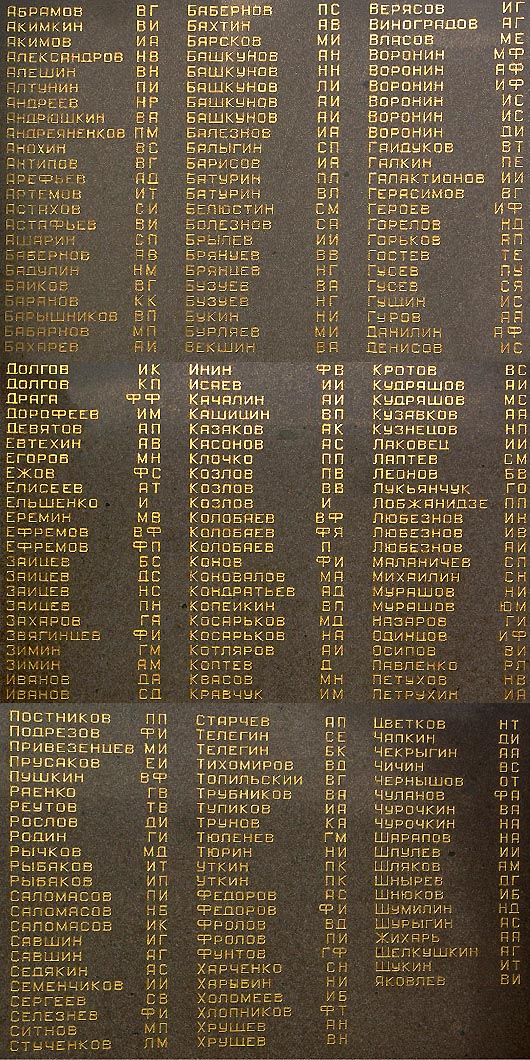 АБРАМОВ ВГ
АКИМКИН ВИ
АКИМОВ ИА
АЛЕКСАНДРОВ НВ
АЛЕШИН ВН
АЛТУНИН ПИ
АНДРЕЕВ НР
АНДРЮШКИН ВА
АНДРЕЯНЕНКОВ ПМ
АНОХИН ВС
АНТИПОВ ВГ
АРЕФЬЕВ АД
АРТЕМОВ ИТ
АСТАХОВ СИ
АСТАФЬЕВ ВИ
АШАРИН СП
БАБЕРНОВ АВ
БАДУЛИН НМ
БАЙКОВ ВГ
БАРАНОВ КК
БАРЫШНИКОВ ВП
БАБАРНОВ МП
БАХАРЕВ АИ
БАБЕРНОВ ПС
БАХТИН АВ
БАРСКОВ МИ
БАШКУНОВ АН
БАШКУНОВ НН
БАШКУНОВ ЛИ
БАШКУНОВ АИ
БАШКУНОВ АИ
БАЛЕЗНОВ ИА
БАЛЫГИН СП
БАРИСОВ ИА
БАТУРИН ПЛ
БАТУРИН ВЛ
БЕЛЮСТИН СМ
БОЛЕЗНОВ СА
БРЫЛЕВ ИИ
БРЯНЦЕВ ВВ
БРЯНЦЕВ НГ
БУЗУЕВ ВА
БУЗУЕВ НГ
БУКИН НИ
БУРЛЯЕВ МИ
ВЕКШИН ВА
ВЕРЯСОВ ИГ
ВИНОГРАДОВ АГ
ВЛАСОВ МЕ
ВОРОНИН МФ
ВОРОНИН АФ
ВОРОНИН ИФ
ВОРОНИН ИС
ВОРОНИН ИС
ВОРОНИН ДИ
ГАЙДУКОВ ВТ
ГАЛКИН ПЕ
ГАЛАКТИОНОВ ИИ
ГЕРАСИМОВ ВГ
ГЕРОЕВ ИФ
ГОРЕЛОВ НД
ГОРЬКОВ АП
ГОСТЕВ ТЕ
ГУСЕВ ПУ
ГУСЕВ СЯ
ГУЩИН ИС
ГУРОВ АЯ
ДАНИЛИН АФ
ДЕНИСОВ ИС
ДОЛГОВ ИК
ДОЛГОВ КП
ДРАГА ФФ
ДОРОФЕЕВ ИМ
ДЕВЯТОВ АП
ЕВТЕХИН АВ
ЕГОРОВ МН
ЕЖОВ ФС
ЕЛИСЕЕВ АТ
ЕЛЬШЕНКО И
ЕРЕМИН МВ
ЕФРЕМОВ ВФ
ЕФРЕМОВ ФП
ЗАЙЦЕВ БС
ЗАЙЦЕВ ДС
ЗАЙЦЕВ НС
ЗАЙЦЕВ ПН
ЗАХАРОВ ГА
ЗВЯГИНЦЕВ ФИ
ЗИМИН ГМ
ЗИМИН АМ
ИВАНОВ ДА
ИВАНОВ СД
ИНИН ФВ
ИСАЕВ ИИ
КАЧАЛИН АИ
КАШИЦИН ВП
КАЗАКОВ АК
КАСОНОВ АС
КЛОЧКО ИП
КОЗЛОВ ПВ
КОЗЛОВ ВВ
КОЗЛОВ И
КОЛОБАЕВ ВФ
КОЛОБАЕВ ФЯ
КОЛОБАЕВ П
КОНОВ ФИ
КОНОВАЛОВ МА
КОНДРАТЬЕВ АД
КОПЕЙКИН ВЛ
КОСАРЬКОВ МД
КОСАРЬКОВ НА
КОТЛЯРОВ АИ
КОПТЕВ Д
КВАСОВ МН
КРАВЧУК ИМ
КРОТОВ ВС
КУДРЯШОВ АИ
КУДРЯШОВ МС
КУЗАВКОВ АЯ
КУЗНЕЦОВ НП
ЛАКОВЕЦ ИИ
ЛАПТЕВ СМ
ЛЕОНОВ БВ
ЛУКЬЯНЧУК ГО
ЛОБЖАНИДЗЕ ПП
ЛЮБЕЗНОВ ИН
ЛЮБЕЗНОВ ИВ
ЛЮБЕЗНОВ АИ
МАЛАНИЧЕВ СП
МИХАЙЛИН СН
МУРАШОВ НИ
МУРАШОВ ЮМ
НАЗАРОВ ГИ
ОДИНЦОВ ИФ
ОСИПОВ ВИ
ПАВЛЕНКО РЛ
ПЕТУХОВ НВ
ПЕТРУХИН ИВ
ПОСТНИКОВ ПП
ПОДРЕЗОВ ФИ
ПРИВЕЗЕНЦЕВ МИ
ПРУСАКОВ ЕИ
ПУШКИН ВФ
РАЕНКО ГВ
РЕУТОВ ТВ
РОСЛОВ ДИ
РОДИН ГИ
РЫЧКОВ МД
РЫБАКОВ ИТ
РЫБАКОВ ИП
САЛОМАСОВ ПИ
САЛОМАСОВ НБ
САЛОМАСОВ ИК
САВШИН ИГ
САВШИН АГ
СЕДЯКИН АС
СЕМЕНЧИКОВ ИИ
СЕРГЕЕВ СВ
СЕЛЕЗНЕВ ФИ
СИТНОВ МП
СТУЧЕНКОВ ЛМ
СТАРЧЕВ АП
ТЕЛЕГИН СЕ
ТЕЛЕГИН БК
ТИХОМИРОВ ВД
ТОПИЛЬСКИЙ ВГ
ТРУБНИКОВ ВА
ТУПИКОВ ИА
ТРУНОВ КА
ТЮЛЕНЕВ ГМ
ТЮРИН НИ
УТКИН ПК
УТКИН ПК
ФЕДОРОВ АС
ФЕДОРОВ ФИ
ФРОЛОВ ВД
ФРОЛОВ ПИ
ФУНТОВ ГФ
ХАРЧЕНКО СН
ХАРЫБИН НИ
ХОЛОМЕЕВ ИБ
ХЛОПНИКОВ ФТ
ХРУЩЕВ АН
ХРУЩЕВ ВН
ЦВЕТКОВ НТ
ЧАПКИН ДИ
ЧЕКРЫГИН АЯ
ЧИЧИН ВС
ЧЕРНЫШОВ ОТ
ЧУЛАНОВ ФА
ЧУРОЧКИН ВА
ЧУРОЧКИН НА
ШАРАПОВ НА
ШПУЛЕВ ИИ
ШЛЯКОВ АМ
ШНЫРЕВ ДГ
ШНЮКОВ ИБ
ШУМИЛИН НД
ШУРЫГИН АС
ЖИХАРЬ АЯ
ЩЕЛКУШКИН АГ
ЩУКИН ИТ
ЯКОВЛЕВ ВИ